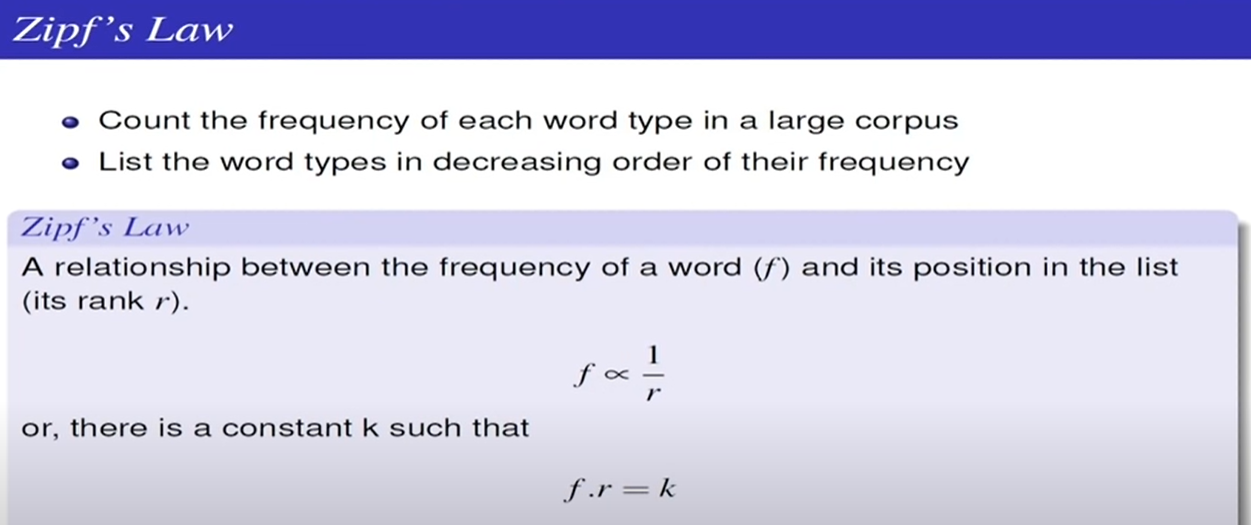 Zipf's Law
Count the frequency of each word type in a large corpus
List the word types in decreasing order of their frequency
Zipf's Law
A relationship between the frequency of a word (f) and its position in the list
(its rank r).
f ∝ 1/r
or, there is a constant k such that
f.r = k